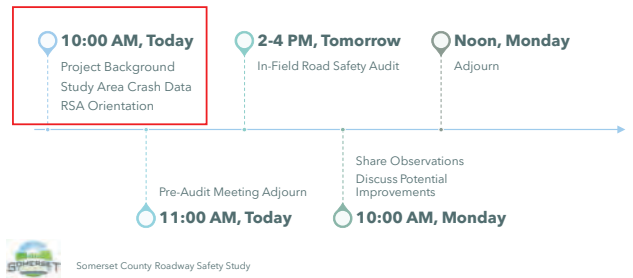 10:00 AM, Today
Project Background
Study Area Crash Data
RSA Orientation
2-4 PM, Tomorrow
In-Field Road Safety Audit
Noon, Monday
Adjourn
Pre-Audit Meeting Adjourn
11:00 AM, Today
Share Observations
Discuss Potential
Improvements
10:00 AM, Monday
SOMERSET
Somerset County Roadway Safety Study